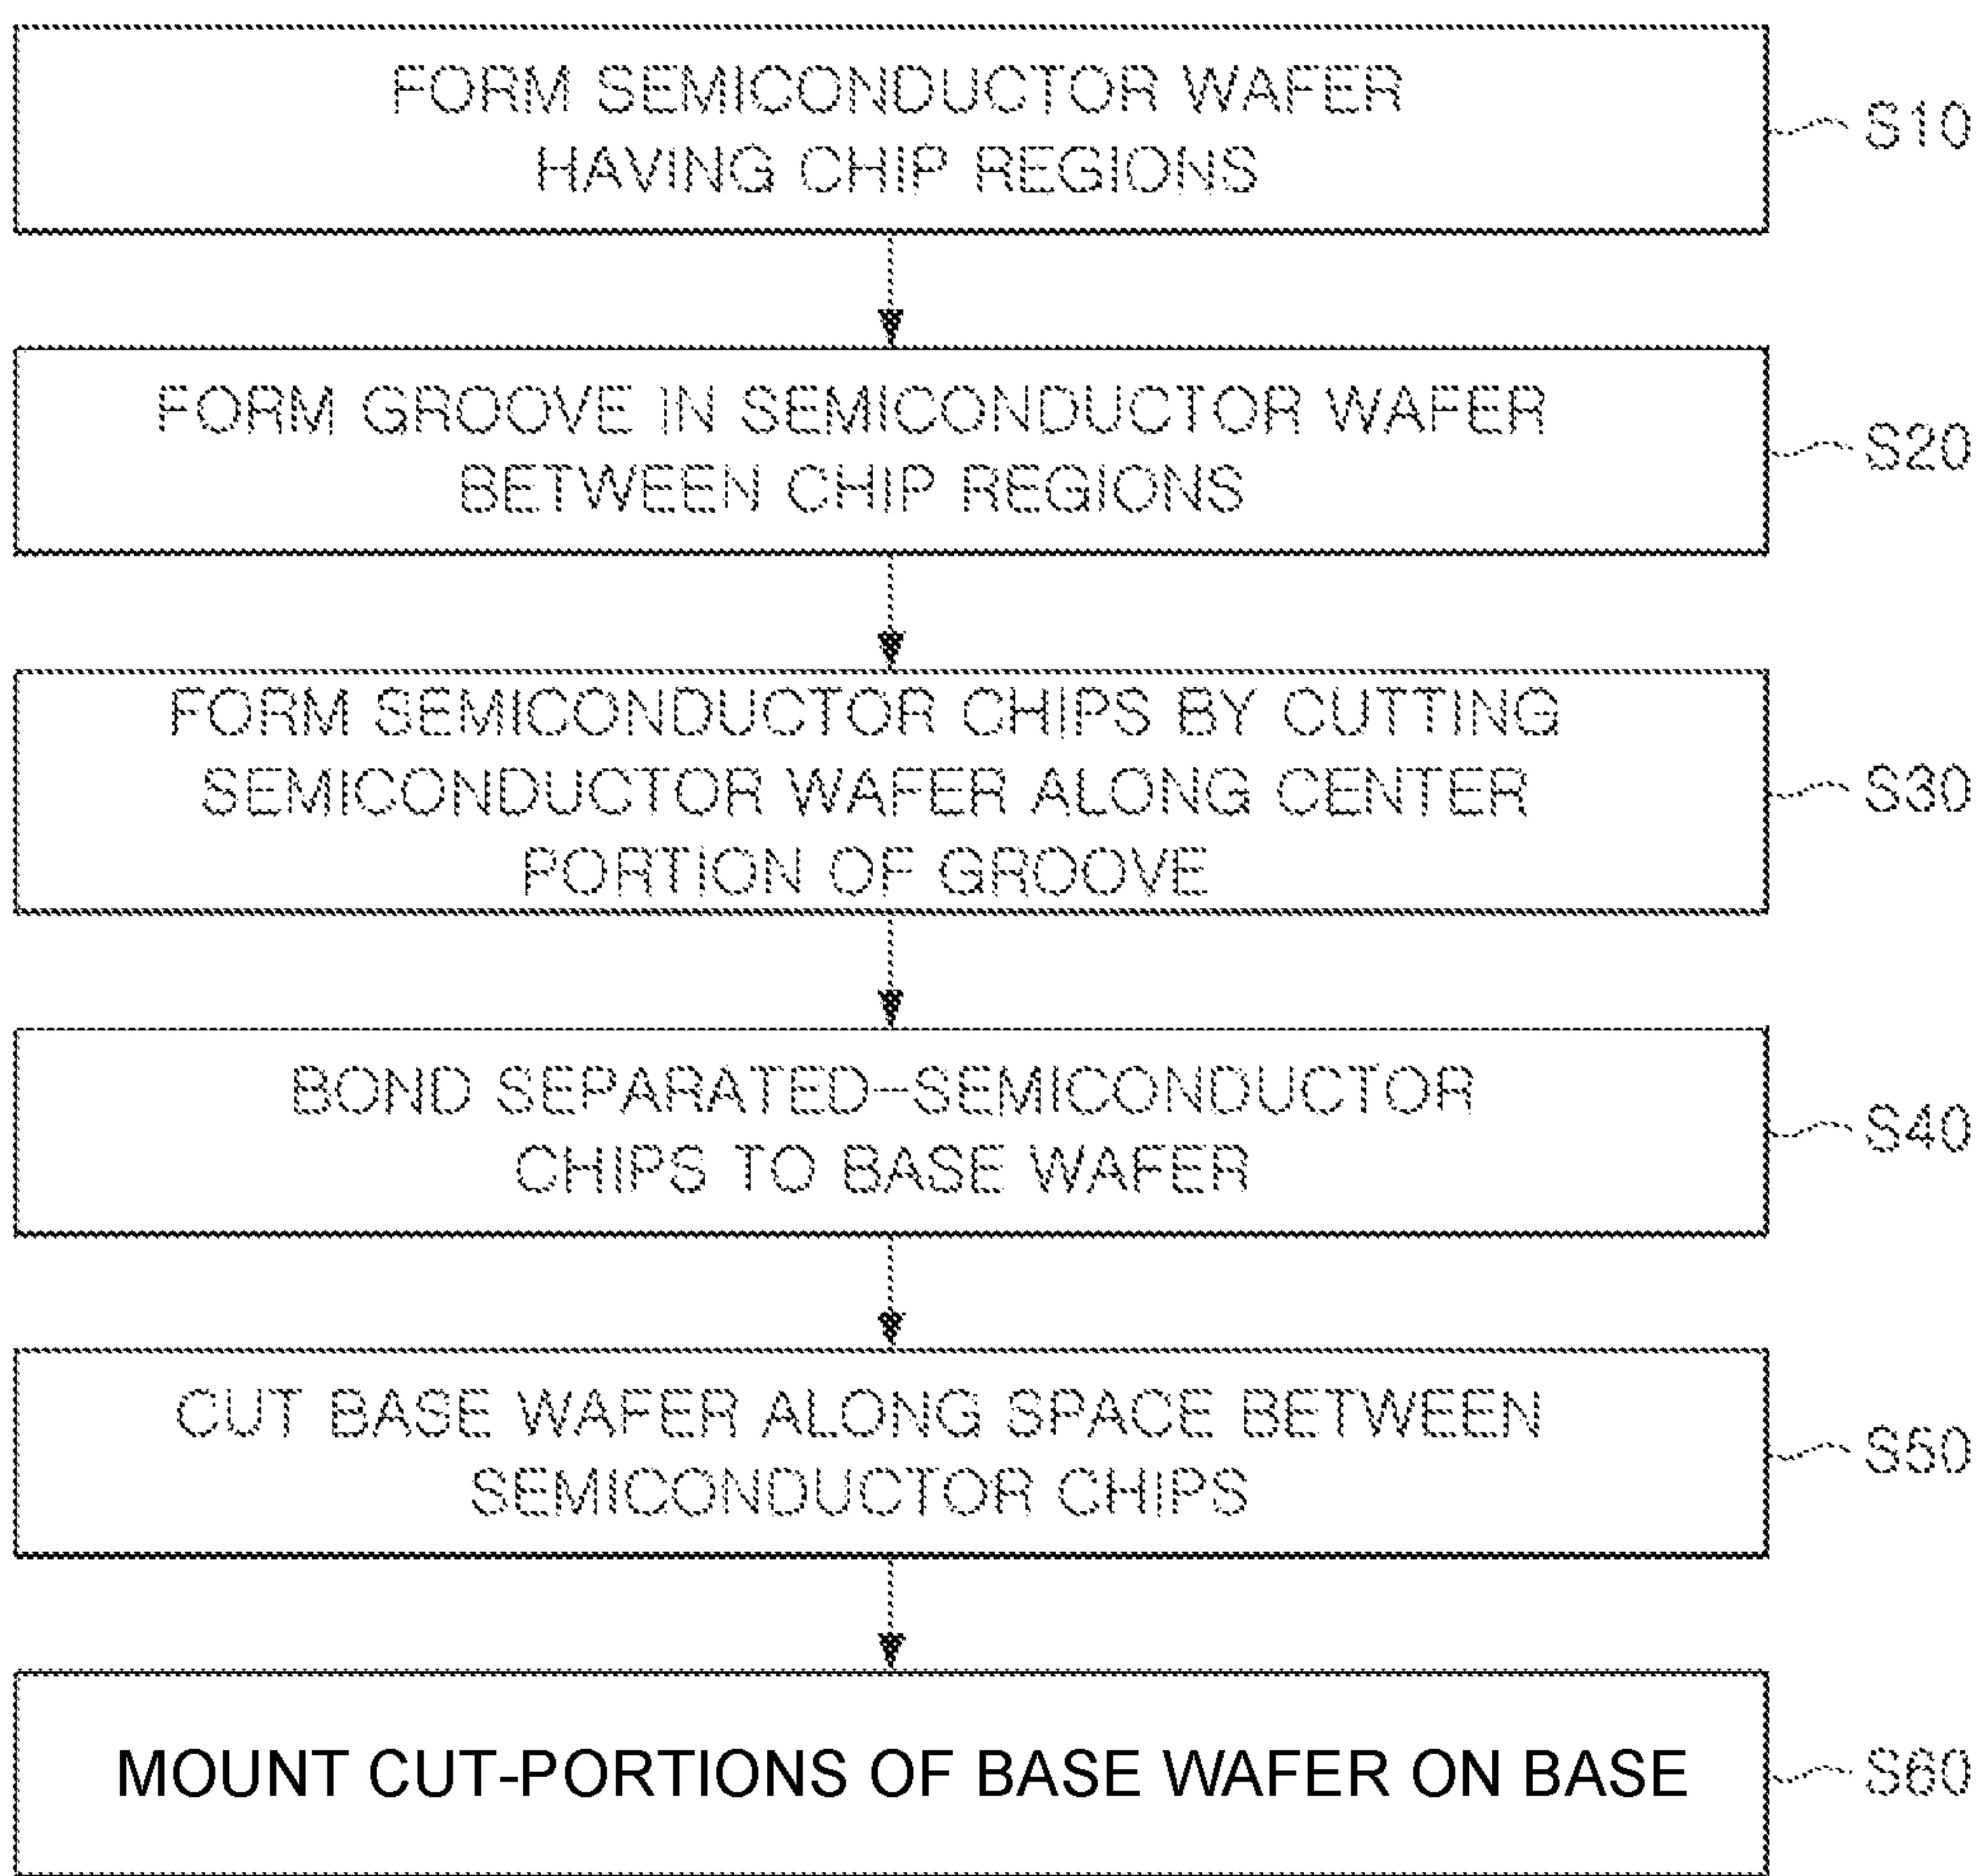 FORM SEMICONDUCTOR WAFER
HAVING CHIP REGIONS
S10
FORM GROOVE IN SEMICONDUCTOR WAFER
BETWEEN CHIP REGIONS
S20
FORM SEMICONDUCTOR CHIPS BY CUTTING
SEMICONDUCTOR WAFER ALONG CENTER
PORTION OF GROOVE
S30
BOND SEPARATED-SEMICONDUCTOR
CHIPS TO BASE WAFER
S40
CUT BASE WAFER ALONG SPACE BETWEEN
SEMICONDUCTOR CHIPS
S50
MOUNT CUT-PORTIONS OF BASE WAFER ON BASE
S60